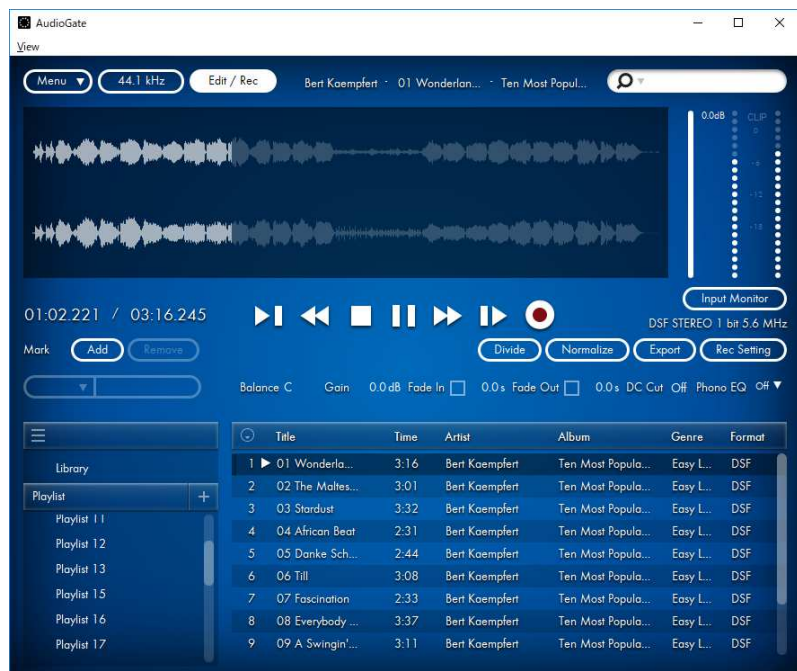 AudioGate
View
Menu ▼ 44.1 kHz Edit / Rec Bert Kaempfert - 01 Wonderlan... - Ten Most Popul...
0.0dB CLIP
0
-6
-12
-18
Input Monitor
01:02.221 / 03:16.245
DSF STEREO 1 bit 5.6 MHz
Mark Add Remove Divide Normalize Export Rec Setting
Balance C Gain 0.0 dB Fade In 0.0 s Fade Out 0.0 s DC Cut Off Phono EQ Off ▼
Title Time Artist Album Genre Format
1 01 Wonderla... 3:16 Bert Kaempfert Ten Most Popula... Easy L... DSF
2 02 The Maltes... 3:01 Bert Kaempfert Ten Most Popula... Easy L... DSF
3 03 Stardust 3:32 Bert Kaempfert Ten Most Popula... Easy L... DSF
4 04 African Beat 2:31 Bert Kaempfert Ten Most Popula... Easy L... DSF
5 05 Danke Sch... 2:44 Bert Kaempfert Ten Most Popula... Easy L... DSF
6 06 Till 3:08 Bert Kaempfert Ten Most Popula... Easy L... DSF
7 07 Fascination 2:33 Bert Kaempfert Ten Most Popula... Easy L... DSF
8 08 Everybody ... 3:37 Bert Kaempfert Ten Most Popula... Easy L... DSF
9 09 A Swingin'... 3:11 Bert Kaempfert Ten Most Popula... Easy L... DSF
Library
Playlist +
Playlist 11
Playlist 12
Playlist 13
Playlist 15
Playlist 16
Playlist 17